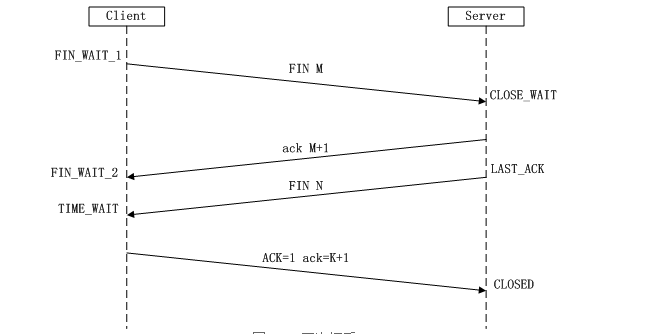 Client Server
FIN_WAIT_1
FIN M
CLOSE_WAIT
ack M+1
FIN_WAIT_2
LAST_ACK
FIN N
TIME_WAIT
ACK=1 ack=K+1
CLOSED